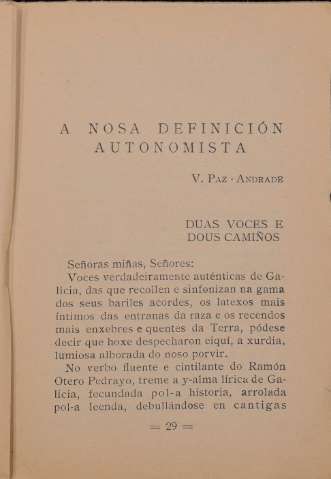 A NOSA DEFINICIÓN
AUTONOMISTA
V. PAZ - ANDRADE
DUAS VOCES E
DOUS CAMIÑOS
Señoras miñas, Señores:
Voces verdadeiramente auténticas de Ga-
licia, das que recollen e sinfonizan na gama
dos seus bariles acordes, os latexos mais
íntimos das entranas da raza e os recendos
mais enxebres e quentes da Terra, pódese
decir que hoxe despecharon eiquí, a xurdia,
lumiosa alborada do noso porvir.
No verbo fluente e cintilante do Ramón
Otero Pedrayo, treme a y-alma lírica de Ga-
licia, fecundada pol-a historia, arrolada
pol-a lenda, debullándose en cantigas
= 29 =